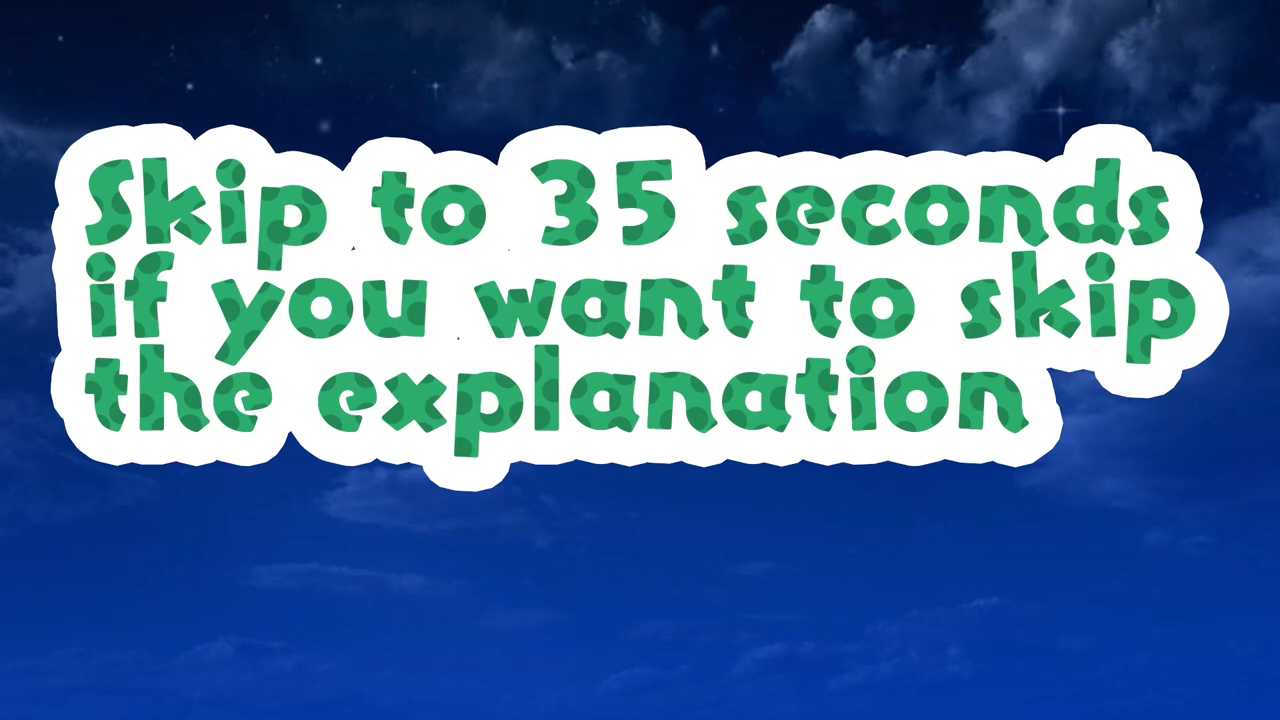 Skip to 35 seconds
if you want to skip
the explanation